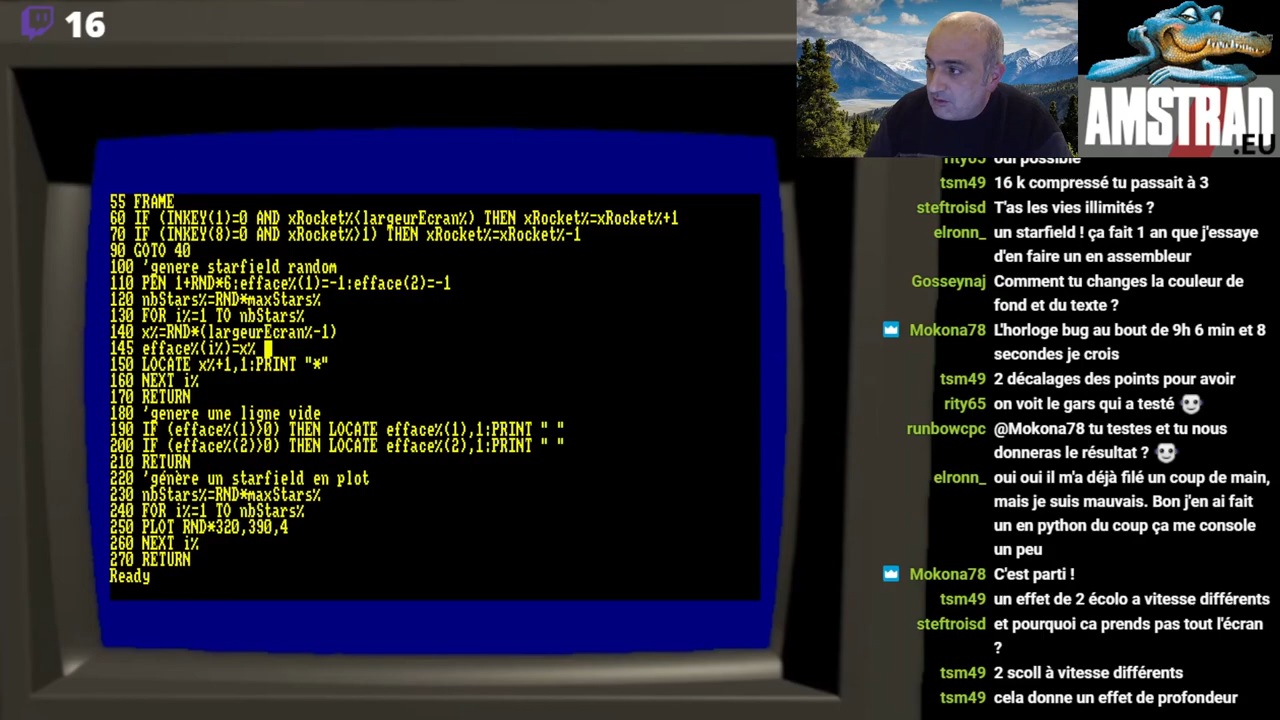 16
AMSTRAD
.EU
55 FRAME
60 IF (INKEY(1)=0 AND xRocket%<largeurEcran%) THEN xRocket%=xRocket%+1
70 IF (INKEY(8)=0 AND xRocket%>1) THEN xRocket%=xRocket%-1
90 GOTO 40
100 'genere starfield random
110 PEN 1+RND*6:efface%(1)=-1:efface(2)=-1
120 nbStars%=RND*maxStars%
130 FOR i%=1 TO nbStars%
140 x%=RND*(largeurEcran%-1)
145 efface%(i%)=x%
150 LOCATE x%+1,1:PRINT "*"
160 NEXT i%
170 RETURN
180 'genere une ligne vide
190 IF (efface%(1)>0) THEN LOCATE efface%(1),1:PRINT " "
200 IF (efface%(2)>0) THEN LOCATE efface%(2),1:PRINT " "
210 RETURN
220 'génère un starfield en plot
230 nbStars%=RND*maxStars%
240 FOR i%=1 TO nbStars%
250 PLOT RND*320,390,4
260 NEXT i%
270 RETURN
Ready
rity65 oui possible
tsm49 16 k compressé tu passait à 3
steftroisd T'as les vies illimités ?
elronn_ un starfield ! ça fait 1 an que j'essaye
d'en faire un en assembleur
Gosseynaj Comment tu changes la couleur de
fond et du texte ?
Mokona78 L'horloge bug au bout de 9h 6 min et 8
secondes je crois
tsm49 2 décalages des points pour avoir
rity65 on voit le gars qui a testé
runbowcpc @Mokona78 tu testes et tu nous
donneras le résultat ?
elronn_ oui oui il m'a déjà filé un coup de main,
mais je suis mauvais. Bon j'en ai fait
un en python du coup ça me console
un peu
Mokona78 C'est parti !
tsm49 un effet de 2 écolo a vitesse différents
steftroisd et pourquoi ca prends pas tout l'écran
?
tsm49 2 scoll à vitesse différents
tsm49 cela donne un effet de profondeur